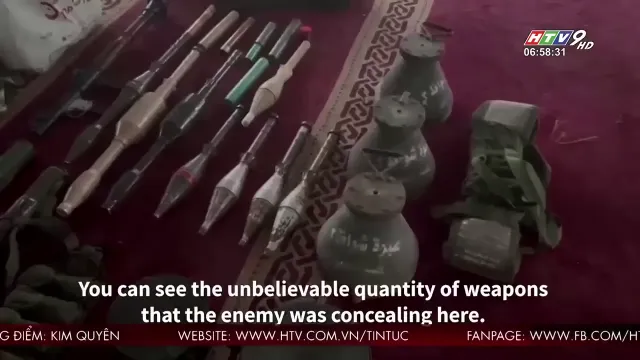 HTV9 HD
06:58:31
You can see the unbelievable quantity of weapons
that the enemy was concealing here.
G ĐIỂM: KIM QUYÊN WEBSITE: WWW.HTV.COM.VN/TINTUC FANPAGE: WWW.FB.COM/HT